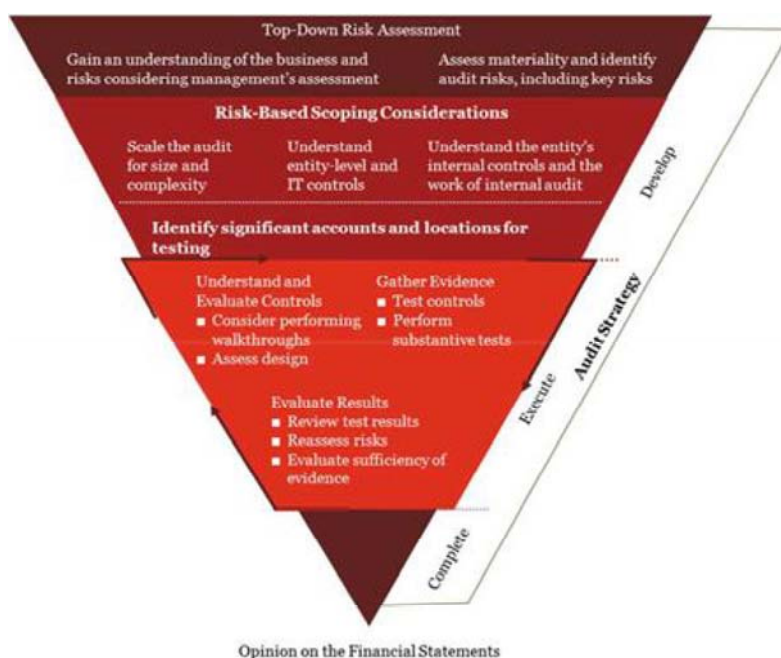 Top-Down Risk Assessment
Gain an understanding of the business and
risks considering management's assessment
Assess materiality and identify
audit risks, including key risks
Risk-Based Scoping Considerations
Scale the audit
for size and
complexity
Understand
entity-level and
IT controls
Understand the entity's
internal controls and the
work of internal audit
Identify significant accounts and locations for
testing
Understand and
Evaluate Controls
■ Consider performing
walkthroughs
■ Assess design
Gather Evidence
■ Test controls
■ Perform
substantive tests
Evaluate Results
■ Review test results
■ Reassess risks
■ Evaluate sufficiency of
evidence
Develop
Audit Strategy
Execute
Complete
Opinion on the Financial Statements